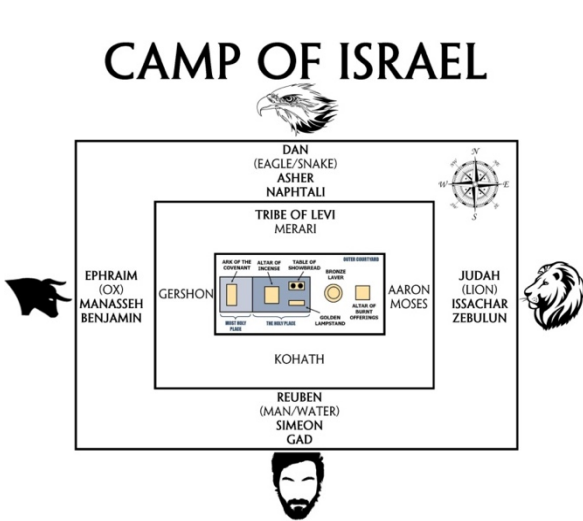 CAMP OF ISRAEL
DAN
(EAGLE/SNAKE)
ASHER
NAPHTALI
N
W
E
S
TRIBE OF LEVI
MERARI
EPHRAIM
(OX)
MANASSEH
BENJAMIN
GERSHON
ARK OF THE
COVENANT
ALTAR OF
INCENSE
TABLE OF
SHOWBREAD
BRONZE
LAVER
OUTER COURTYARD
ALTAR OF
BURNT
OFFERINGS
GOLDEN
LAMPSTAND
MOST HOLY
PLACE
THE HOLY PLACE
AARON
MOSES
JUDAH
(LION)
ISSACHAR
ZEBULUN
KOHATH
REUBEN
(MAN/WATER)
SIMEON
GAD